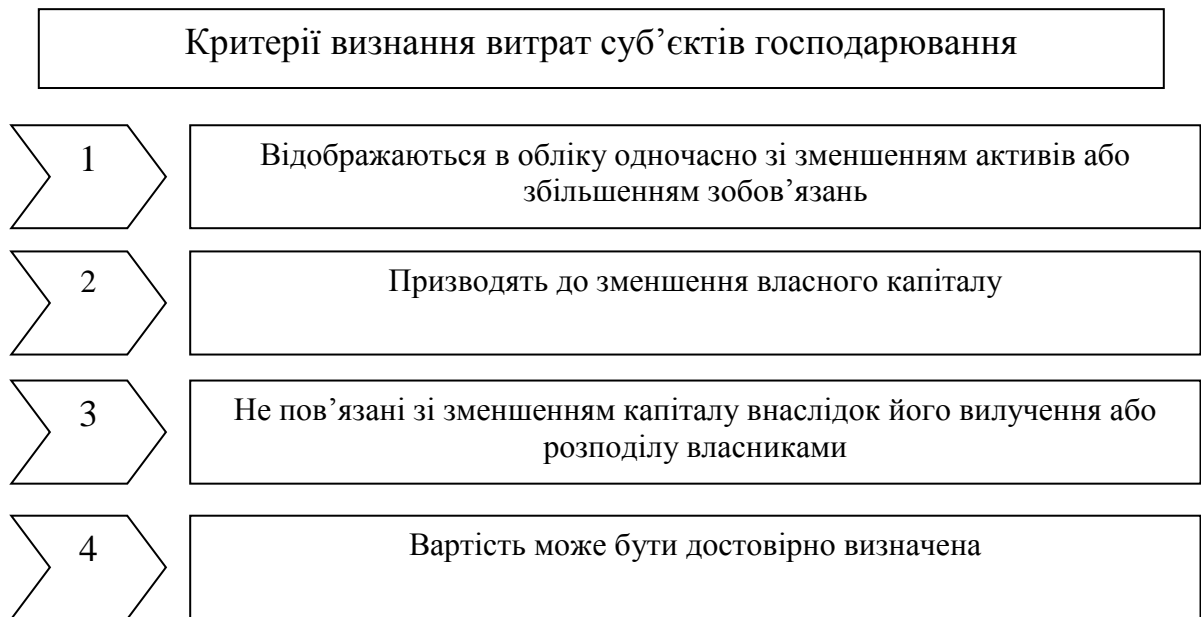 Критерії визнання витрат суб’єктів господарювання
1
Відображаються в обліку одночасно зі зменшенням активів або
збільшенням зобов’язань
2
Призводять до зменшення власного капіталу
3
Не пов’язані зі зменшенням капіталу внаслідок його вилучення або
розподілу власниками
4
Вартість може бути достовірно визначена